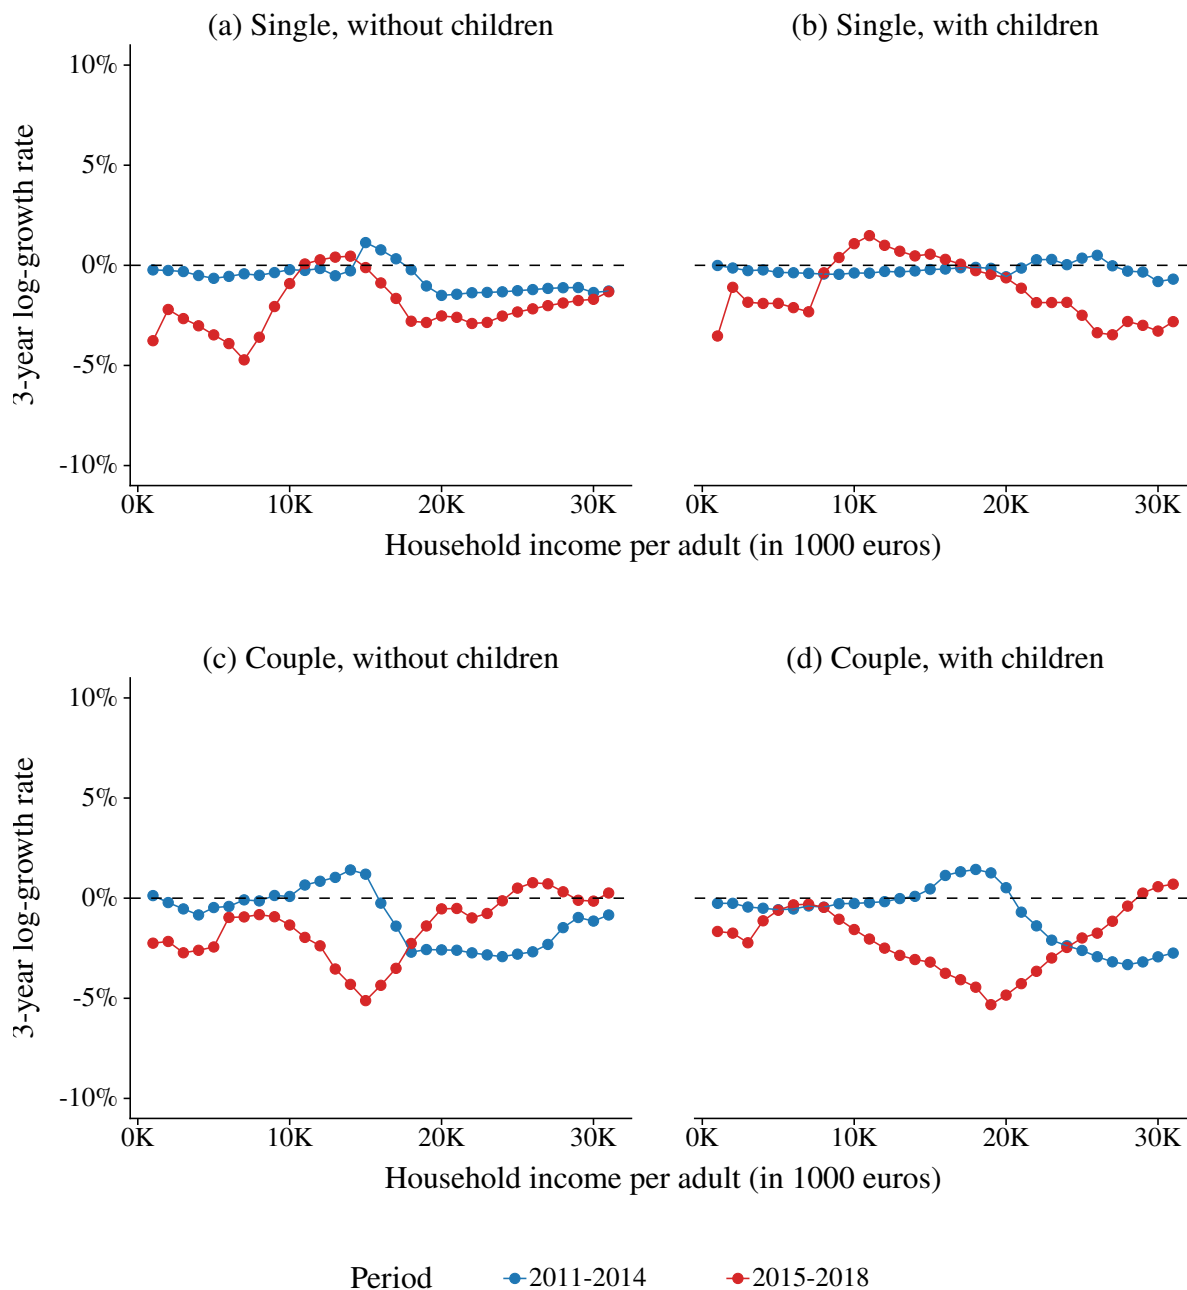 (a) Single, without children
(b) Single, with children
3-year log-growth rate
10%
5%
0%
-5%
-10%
0K 10K 20K 30K
0K 10K 20K 30K
Household income per adult (in 1000 euros)
(c) Couple, without children
(d) Couple, with children
3-year log-growth rate
10%
5%
0%
-5%
-10%
0K 10K 20K 30K
0K 10K 20K 30K
Household income per adult (in 1000 euros)
Period 2011-2014 2015-2018